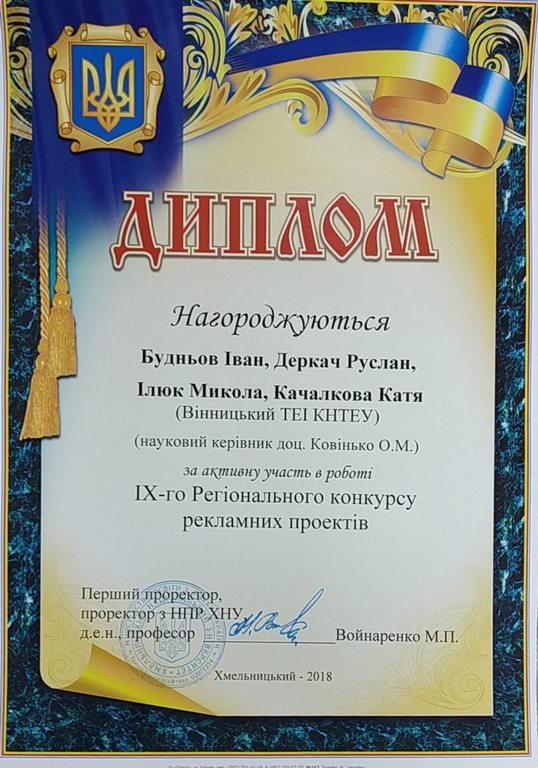 ДИПЛОМ
Нагороджуються
Будньов Іван, Деркач Руслан,
Ілюк Микола, Качалкова Катя
(Вінницький ТЕІ КНТЕУ)
(науковий керівник доц. Ковінько О.М.)
за активну участь в роботі
ІХ-го Регіонального конкурсу
рекламних проектів
Перший проректор,
проректор з НПР ХНУ
д.е.н., професор Войнаренко М.П.
Хмельницький - 2018